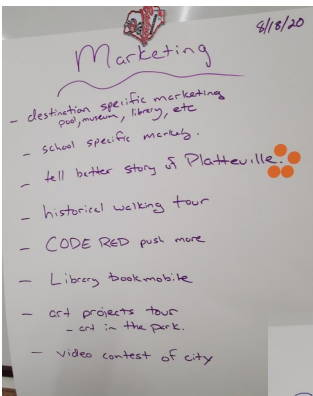 8/18/20
Marketing
- destination specific marketing
pool, museum, library, etc
- school specific marketg.
- tell better story of Platteville.
- historical walking tour
- CODE RED push more
- Library bookmobile
- art projects tour
- art in the park.
- video contest of city